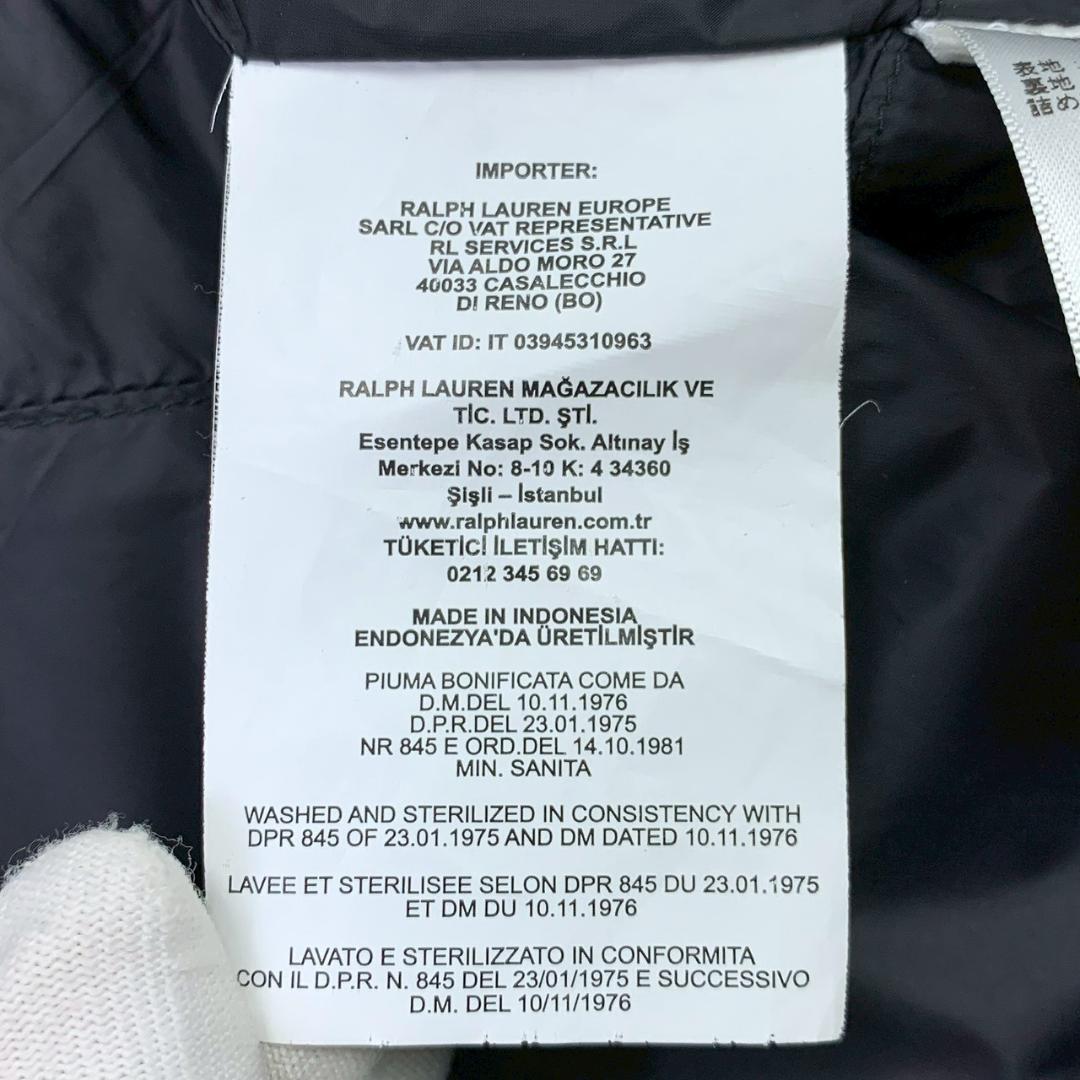 IMPORTER:
RALPH LAUREN EUROPE
SARL C/O VAT REPRESENTATIVE
RL SERVICES S.R.L
VIA ALDO MORO 27
40033 CASALECCHIO
DI RENO (BO)
VAT ID: IT 03945310963
RALPH LAUREN MAĞAZACILIK VE
TİC. LTD. ŞTİ.
Esentepe Kasap Sok. Altınay İş
Merkezi No: 8-10 K: 4 34360
Şişli – İstanbul
www.ralphlauren.com.tr
TÜKETİCİ İLETİŞİM HATTI:
0212 345 69 69
MADE IN INDONESIA
ENDONEZYA'DA ÜRETİLMİŞTİR
PIUMA BONIFICATA COME DA
D.M.DEL 10.11.1976
D.P.R.DEL 23.01.1975
NR 845 E ORD.DEL 14.10.1981
MIN. SANITA
WASHED AND STERILIZED IN CONSISTENCY WITH
DPR 845 OF 23.01.1975 AND DM DATED 10.11.1976
LAVEE ET STERILISEE SELON DPR 845 DU 23.01.1975
ET DM DU 10.11.1976
LAVATO E STERILIZZATO IN CONFORMITA
CON IL D.P.R. N. 845 DEL 23/01/1975 E SUCCESSIVO
D.M. DEL 10/11/1976
地地め